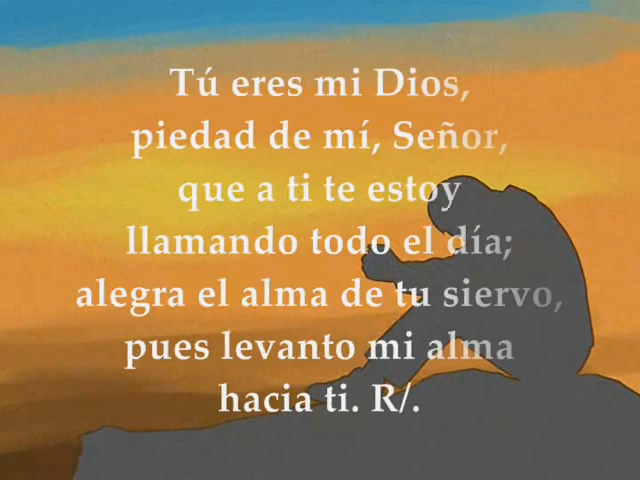 Tú eres mi Dios,
piedad de mí, Señor,
que a ti te estoy
llamando todo el día;
alegra el alma de tu siervo,
pues levanto mi alma
hacia ti. R/.